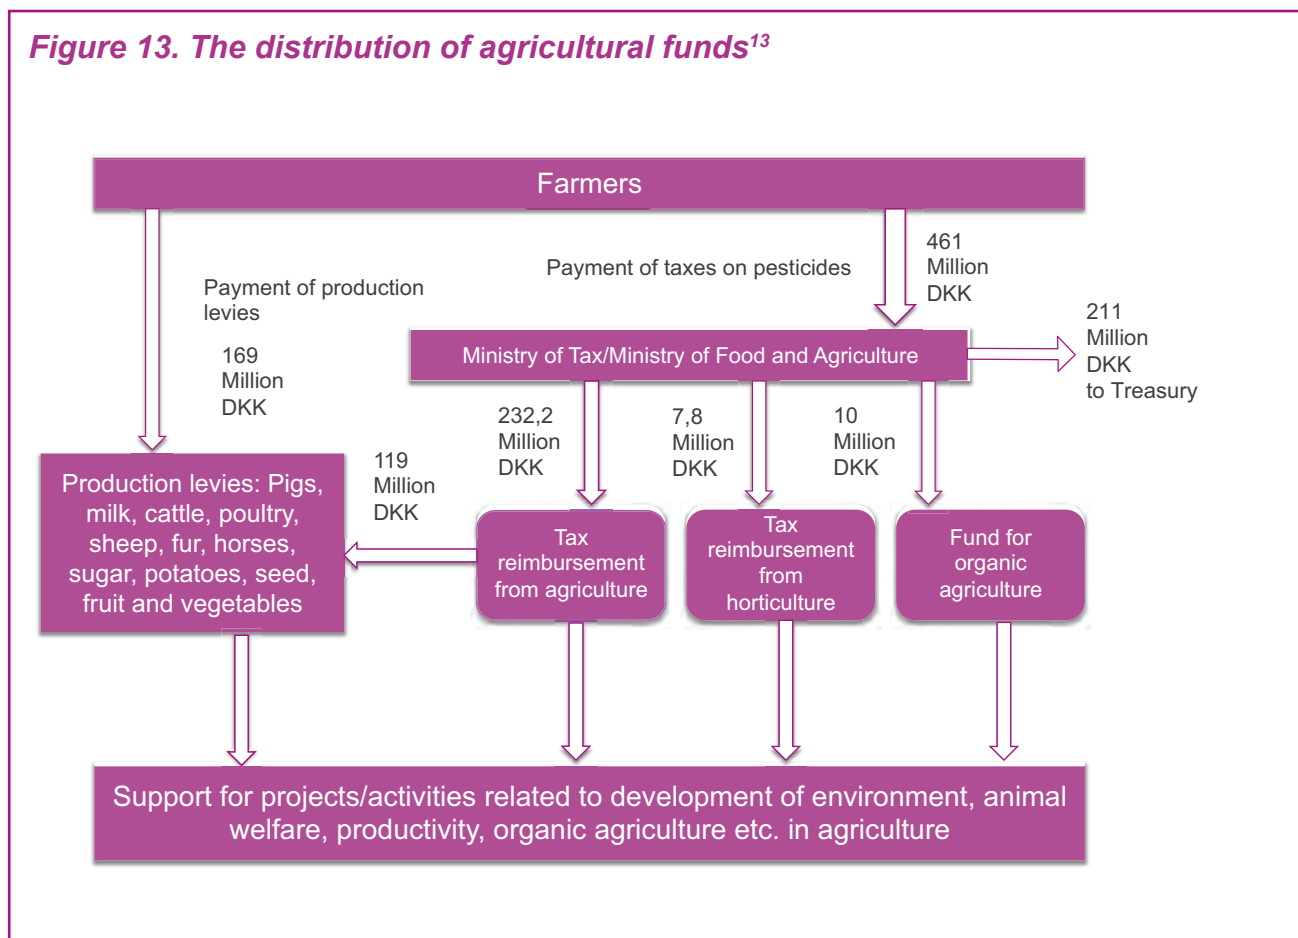 Figure 13. The distribution of agricultural funds13
Farmers
Payment of taxes on pesticides
461
Million
DKK
Payment of production
levies
169
Million
DKK
Ministry of Tax/Ministry of Food and Agriculture
211
Million
DKK
to Treasury
232,2
Million
DKK
7,8
Million
DKK
10
Million
DKK
119
Million
DKK
Production levies: Pigs,
milk, cattle, poultry,
sheep, fur, horses,
sugar, potatoes, seed,
fruit and vegetables
Tax
reimbursement
from agriculture
Tax
reimbursement
from
horticulture
Fund for
organic
agriculture
Support for projects/activities related to development of environment, animal
welfare, productivity, organic agriculture etc. in agriculture